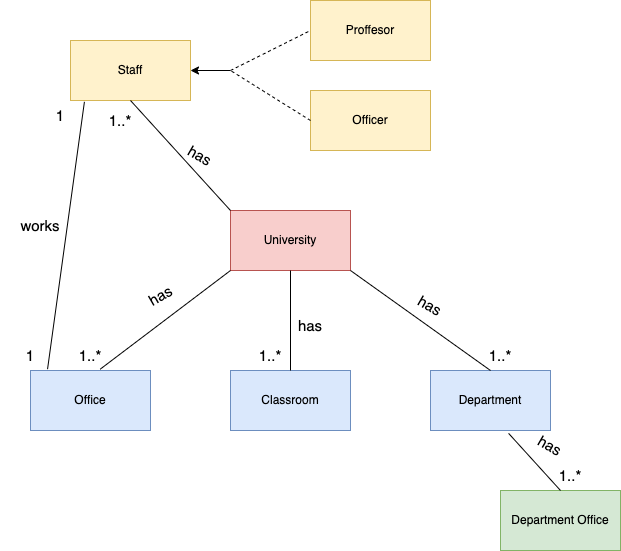 Proffesor
Staff
1
1..*
Officer
has
works
University
has
has
has
1
1..*
1..*
1..*
Office
Classroom
Department
has
1..*
Department Office